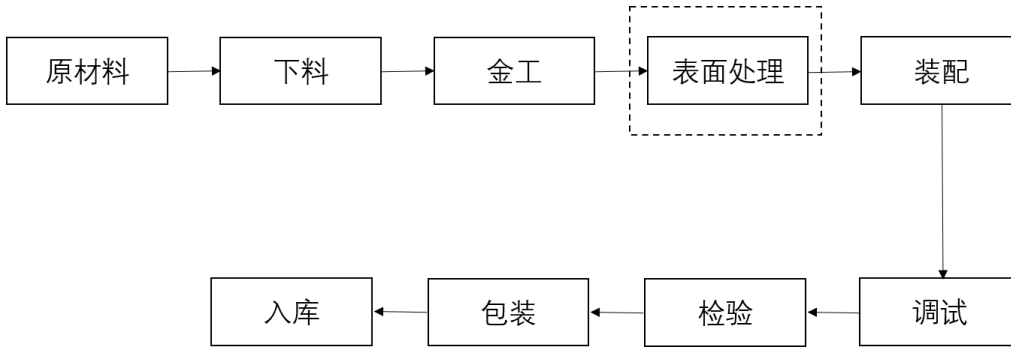 原材料
下料
金工
表面处理
装配
调试
检验
包装
入库